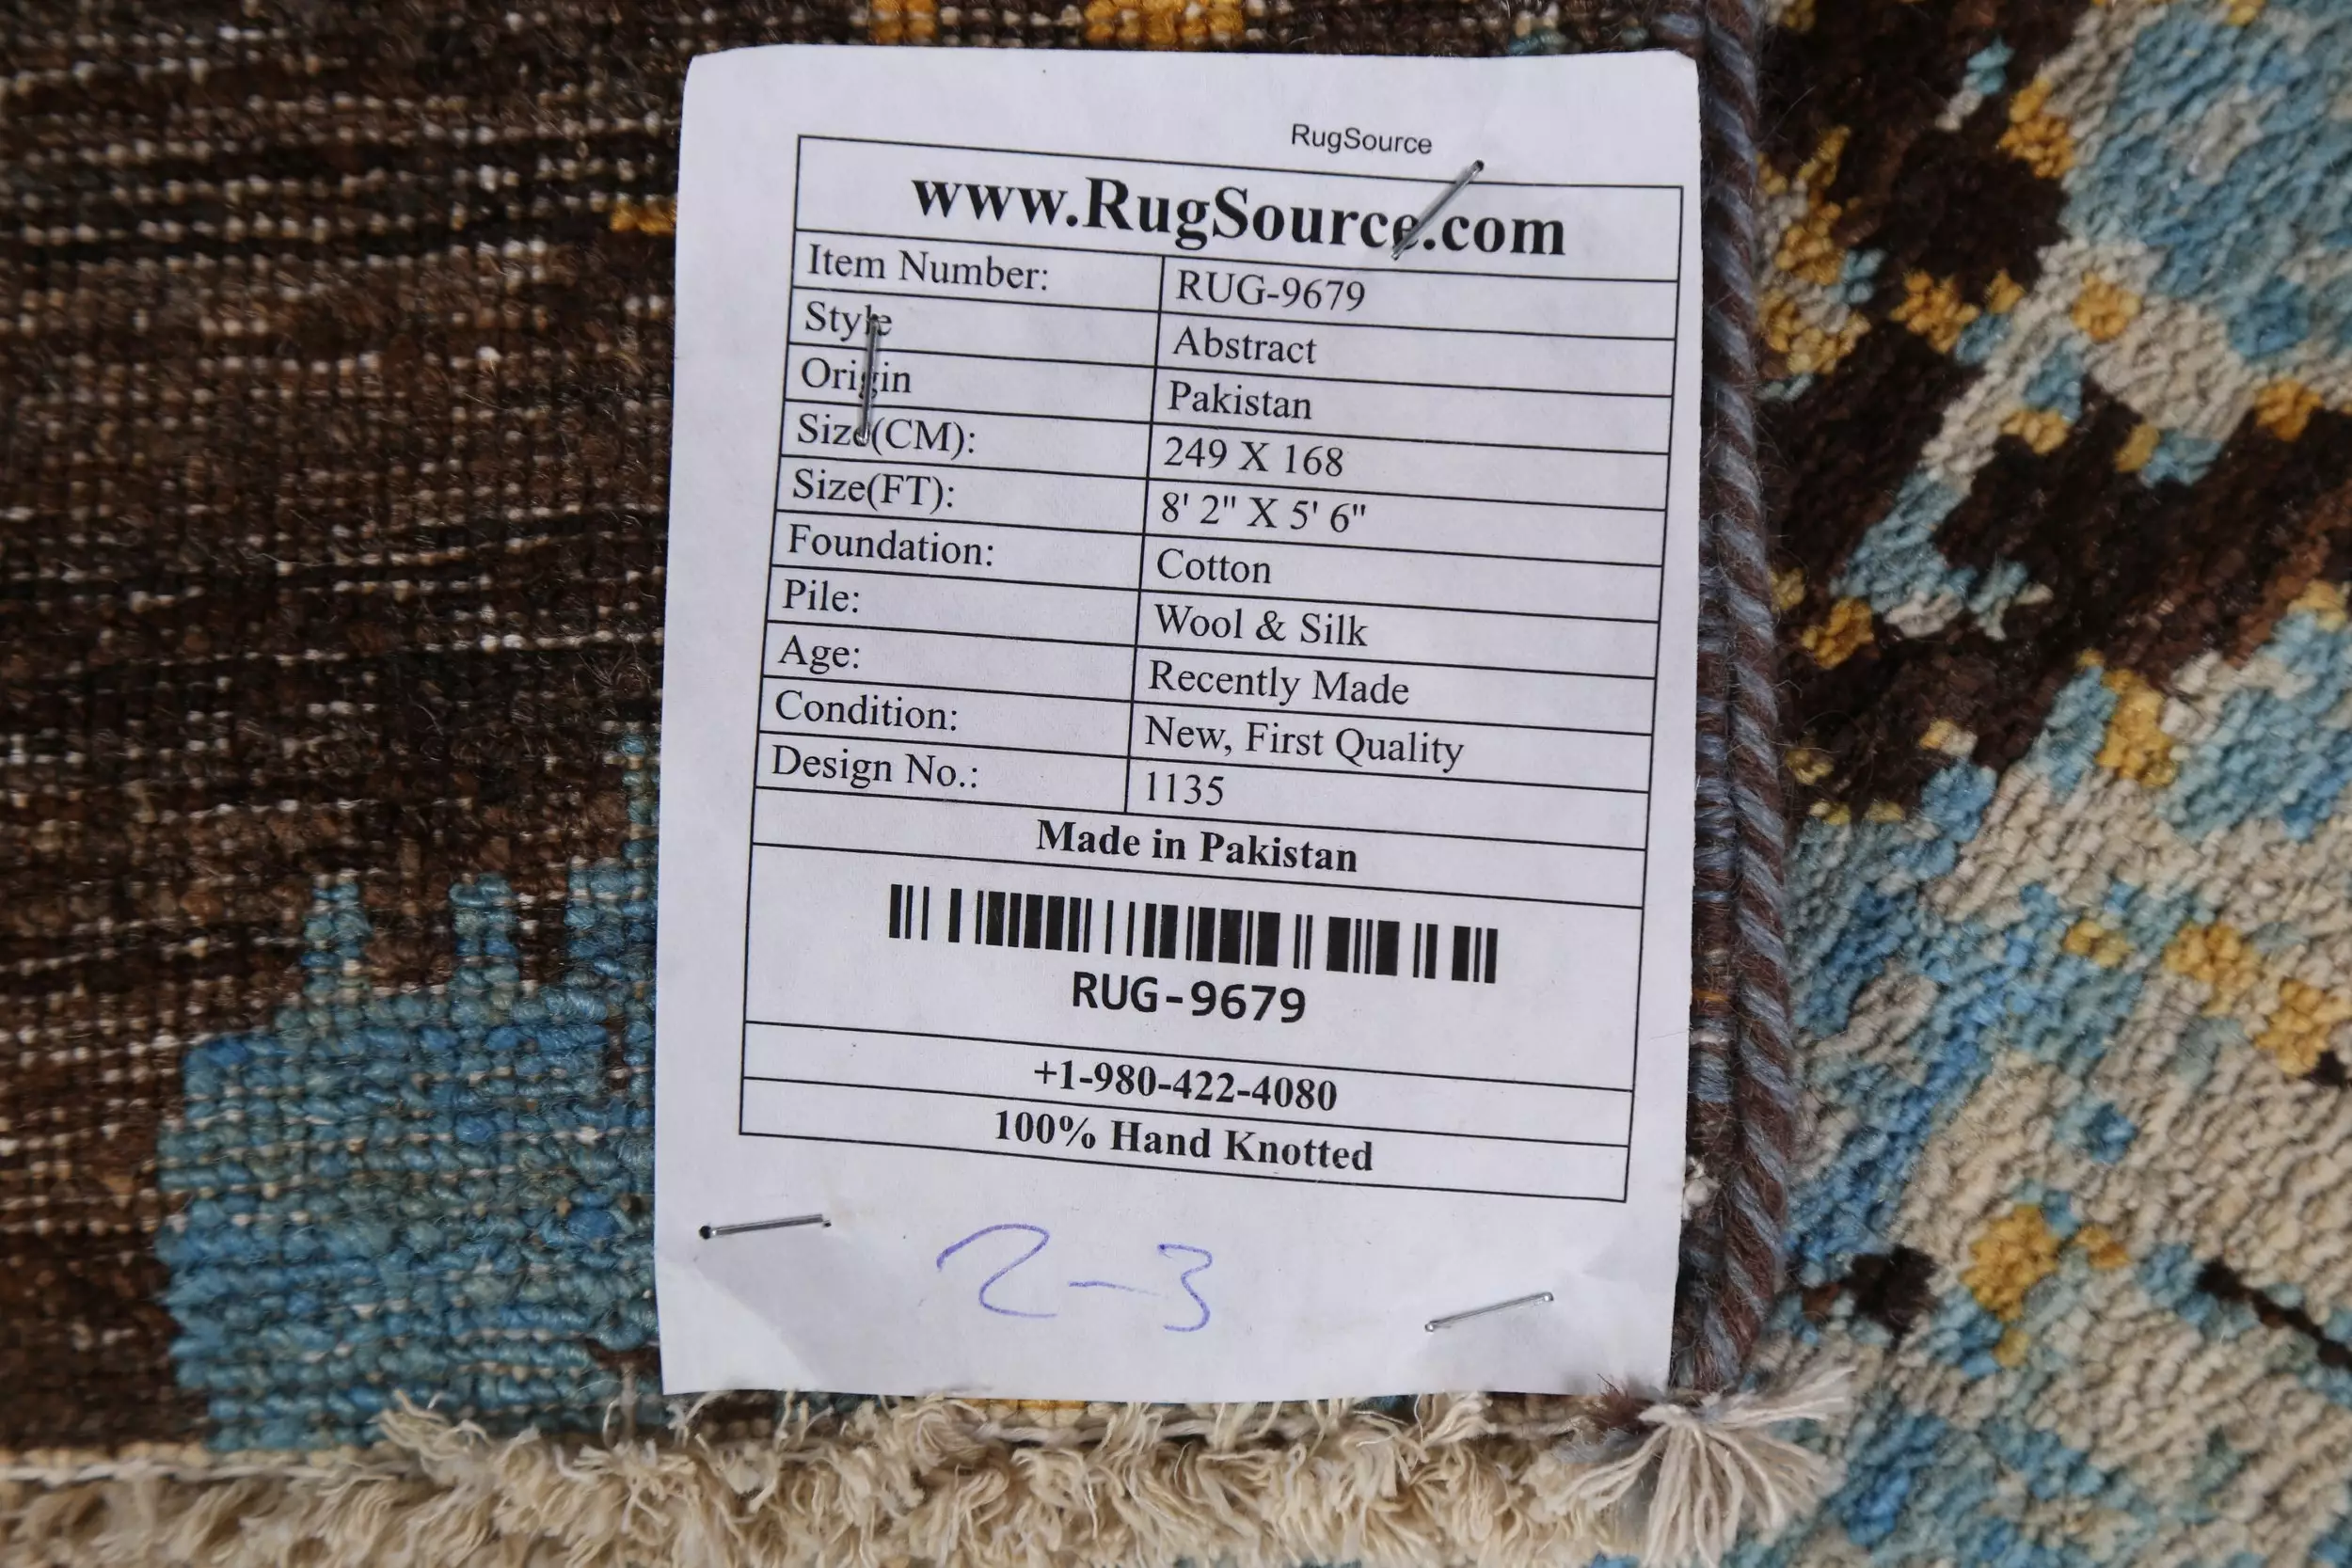 RugSource
www.RugSource.com
Item Number: RUG-9679
Style Abstract
Origin Pakistan
Size(CM): 249 X 168
Size(FT): 8' 2" X 5' 6"
Foundation: Cotton
Pile: Wool & Silk
Age: Recently Made
Condition: New, First Quality
Design No.: 1135
Made in Pakistan
RUG-9679
+1-980-422-4080
100% Hand Knotted
2-3